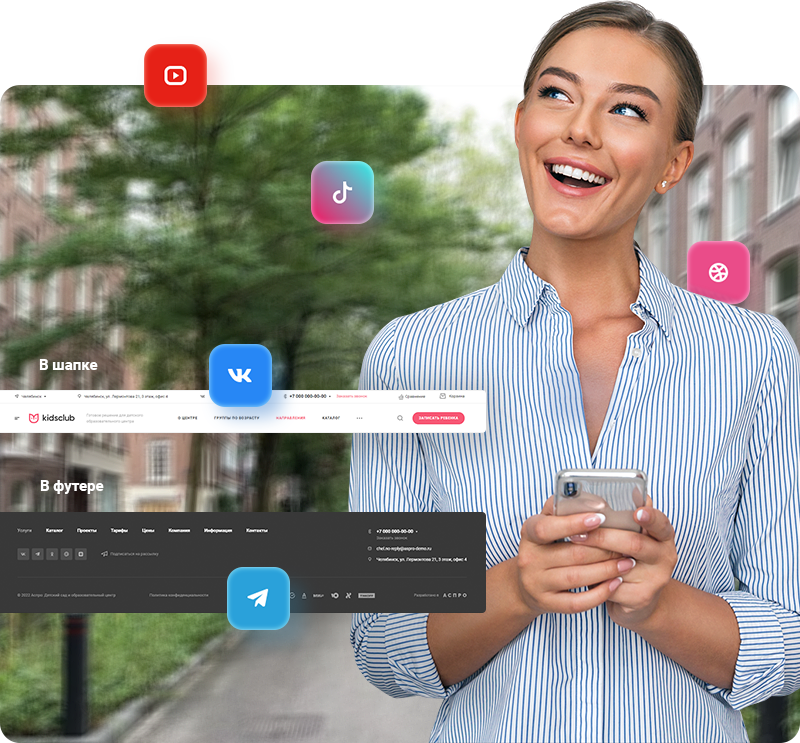 В шапке
Челябинск
Челябинск, ул. Лермонтова 21, 3 этаж, офис 4
+7 000 000-00-00
Заказать звонок
Сравнение
Корзина
kidsclub
Готовое решение для детского
образовательного центра
О ЦЕНТРЕ
ГРУППЫ ПО ВОЗРАСТУ
НАПРАВЛЕНИЯ
КАТАЛОГ
ЗАПИСАТЬ РЕБЕНКА
В футере
Услуги
Каталог
Проекты
Тарифы
Цены
Компания
Информация
Контакты
+7 000 000-00-00
Заказать звонок
Подписаться на рассылку
chat.no-reply@aspro-demo.ru
Челябинск, ул. Лермонтова 21, 3 этаж, офис 4
© 2022 Аспро: Детский сад и образовательный центр
Политика конфиденциальности
Разработано в
АСПРО